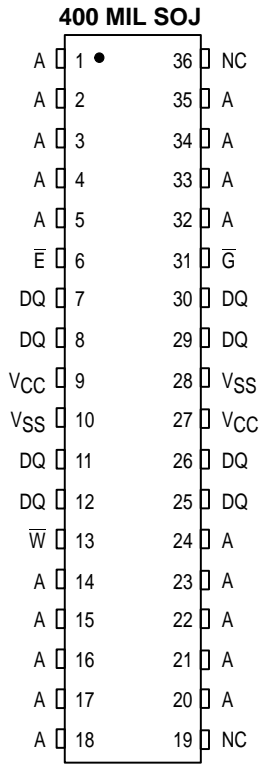 400 MIL SOJ
A 1 36 NC
A 2 35 A
A 3 34 A
A 4 33 A
A 5 32 A
E̅ 6 31 G̅
DQ 7 30 DQ
DQ 8 29 DQ
VCC 9 28 VSS
VSS 10 27 VCC
DQ 11 26 DQ
DQ 12 25 DQ
W̅ 13 24 A
A 14 23 A
A 15 22 A
A 16 21 A
A 17 20 A
A 18 19 NC